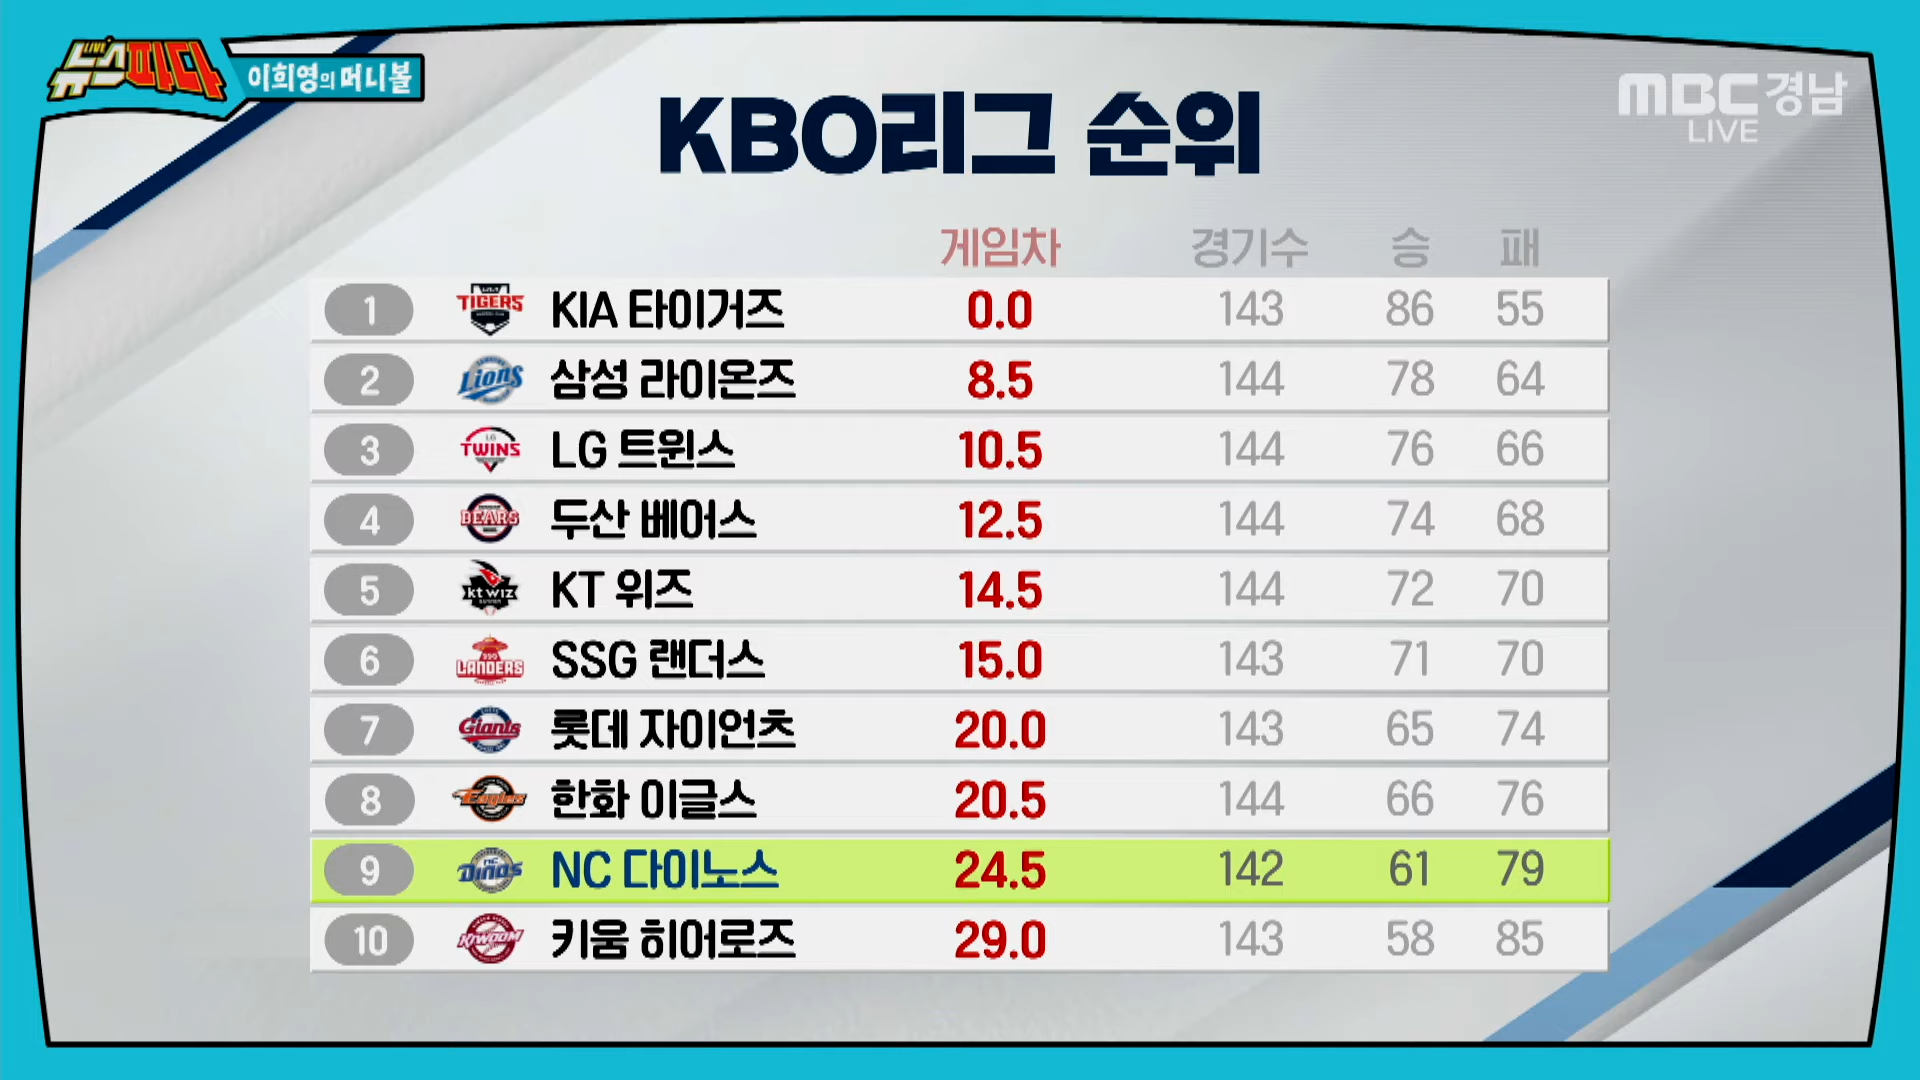 LIVE
뉴스파다
이희영의 머니볼
MBC경남
LIVE
KBO리그 순위
게임차 경기수 승 패
1 TIGERS KIA 타이거즈 0.0 143 86 55
2 Lions 삼성 라이온즈 8.5 144 78 64
3 LG TWINS LG 트윈스 10.5 144 76 66
4 BEARS 두산 베어스 12.5 144 74 68
5 kt wiz KT 위즈 14.5 144 72 70
6 SSG LANDERS SSG 랜더스 15.0 143 71 70
7 Giants 롯데 자이언츠 20.0 143 65 74
8 Eagles 한화 이글스 20.5 144 66 76
9 NC Dinos NC 다이노스 24.5 142 61 79
10 KIWOOM 키움 히어로즈 29.0 143 58 85